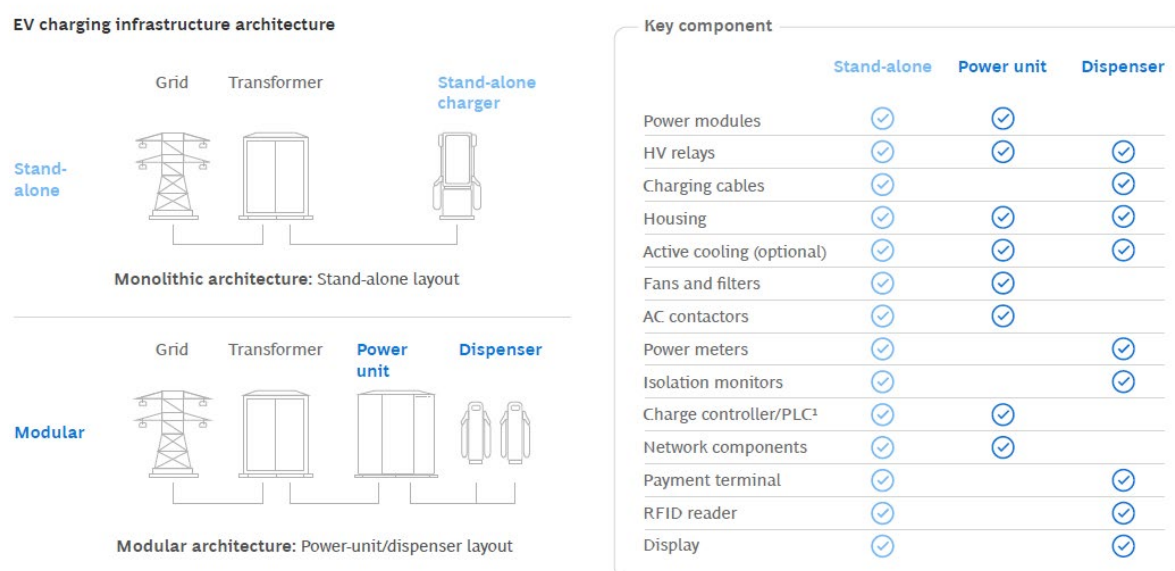 EV charging infrastructure architecture
Grid
Transformer
Stand-alone
charger
Stand-
alone
Monolithic architecture: Stand-alone layout
Grid
Transformer
Power
unit
Dispenser
Modular
Modular architecture: Power-unit/dispenser layout
Key component
Stand-alone Power unit Dispenser
Power modules
HV relays
Charging cables
Housing
Active cooling (optional)
Fans and filters
AC contactors
Power meters
Isolation monitors
Charge controller/PLC¹
Network components
Payment terminal
RFID reader
Display